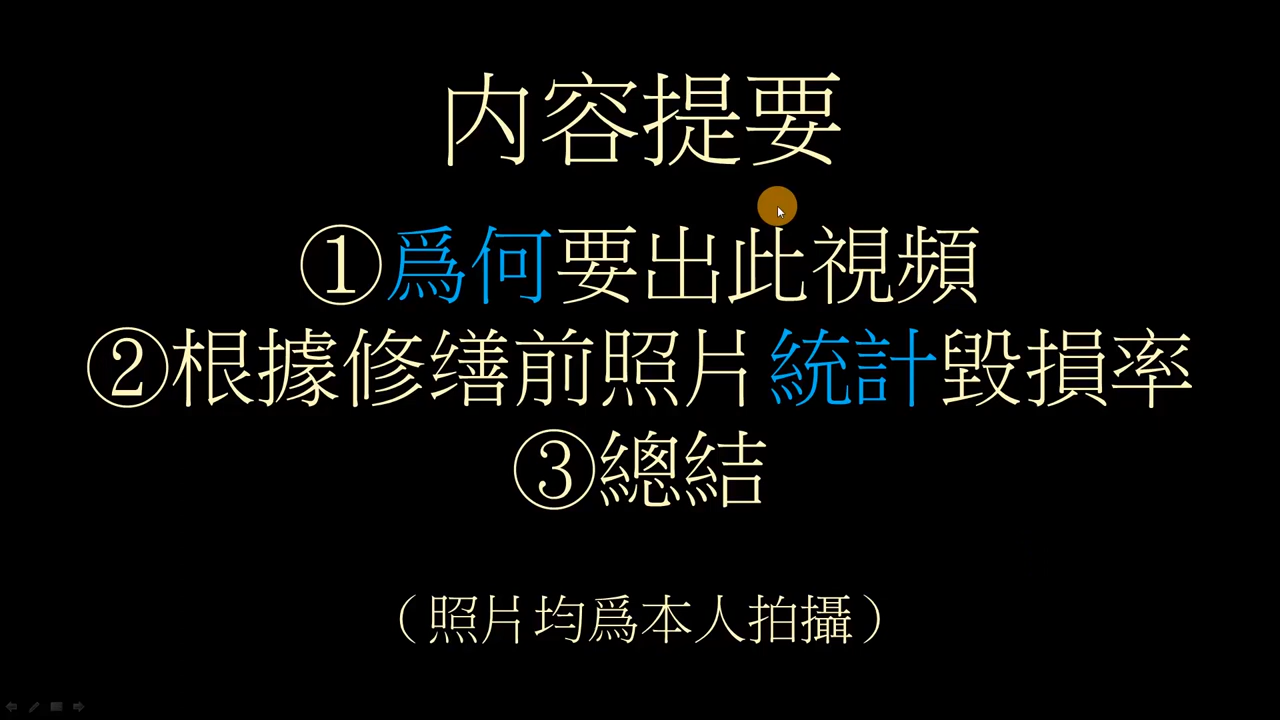 内容提要
①爲何要出此視頻
②根據修缮前照片統計毀損率
③總結
（照片均爲本人拍攝）